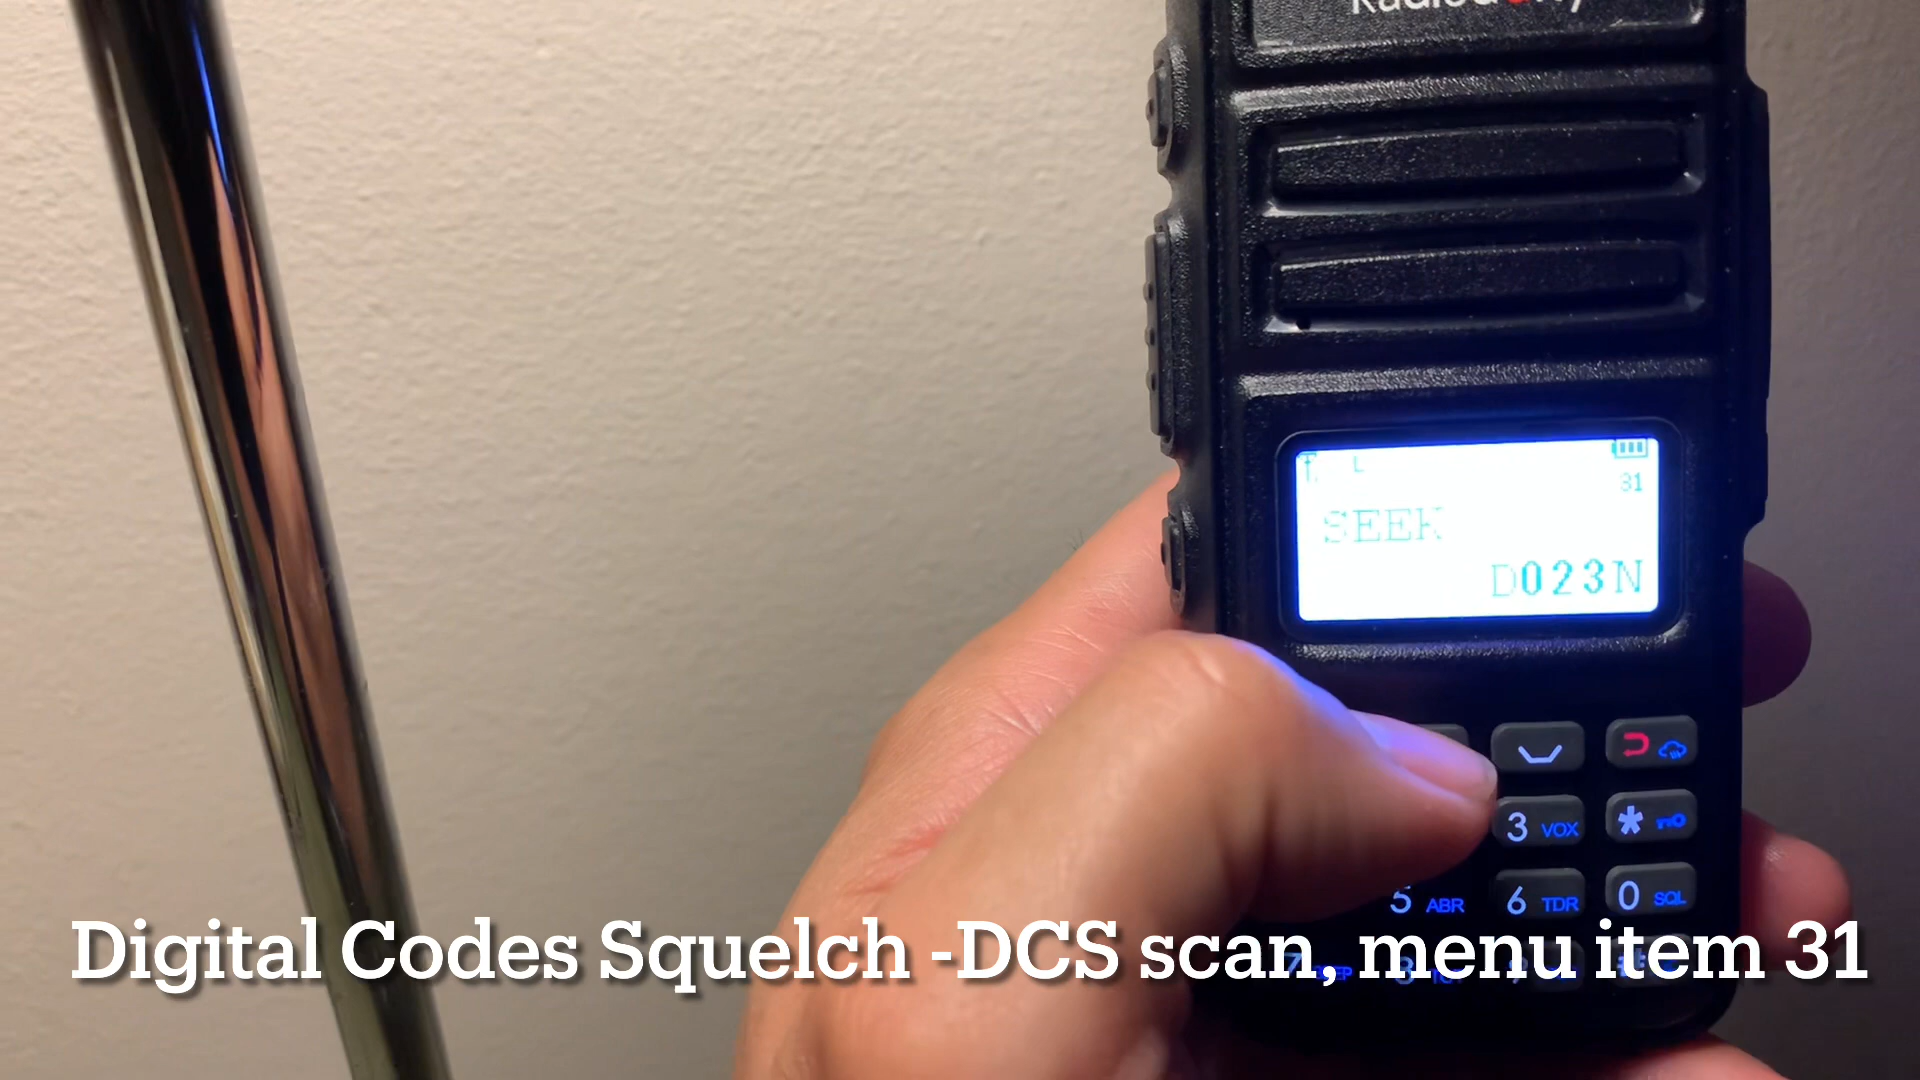 Radioddity
L
31
SEEK
D023N
3 VOX
*
5 ABR
6 TDR
0 SQL
Digital Codes Squelch -DCS scan, menu item 31